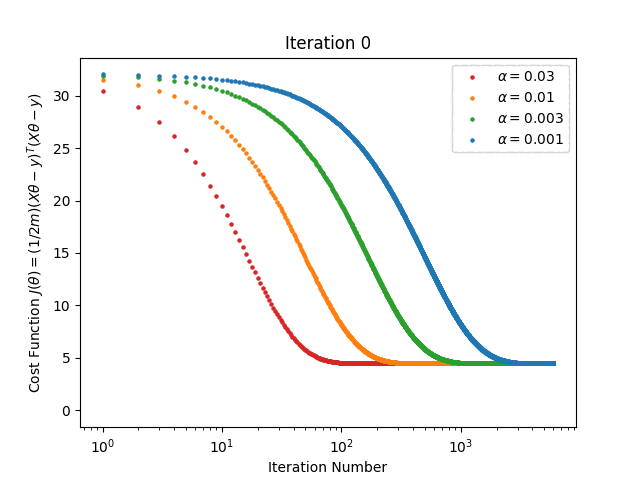 Iteration 0
α = 0.03
α = 0.01
α = 0.003
α = 0.001
Cost Function J(θ) = (1/2m)(Xθ − y)ᵀ(Xθ − y)
30
25
20
15
10
5
0
10⁰
10¹
10²
10³
Iteration Number